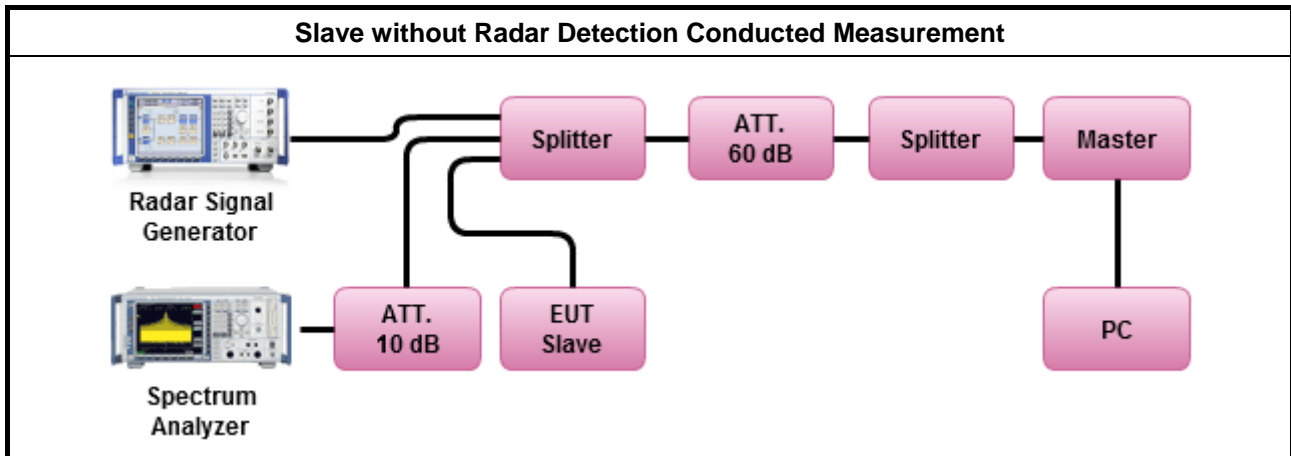 Slave without Radar Detection Conducted Measurement
Radar Signal
Generator
Splitter
ATT.
60 dB
Splitter
Master
Spectrum
Analyzer
ATT.
10 dB
EUT
Slave
PC